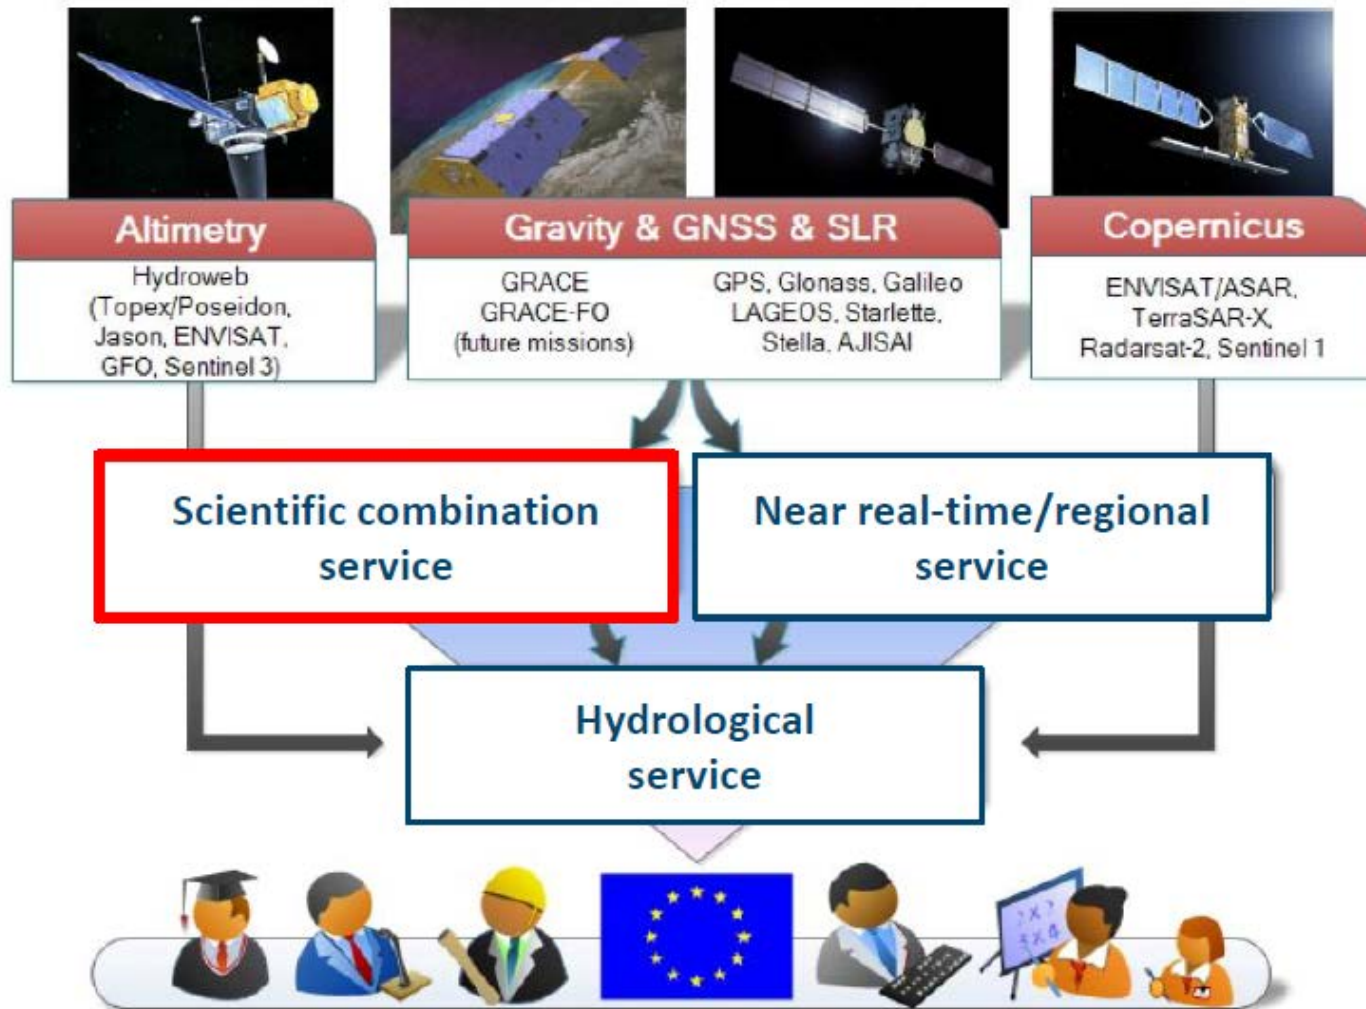 Altimetry
Hydroweb
(Topex/Poseidon,
Jason, ENVISAT,
GFO, Sentinel 3)
Gravity & GNSS & SLR
GRACE
GRACE-FO
(future missions)
GPS, Glonass, Galileo
LAGEOS, Starlette,
Stella, AJISAI
Copernicus
ENVISAT/ASAR,
TerraSAR-X,
Radarsat-2, Sentinel 1
Scientific combination
service
Near real-time/regional
service
Hydrological
service